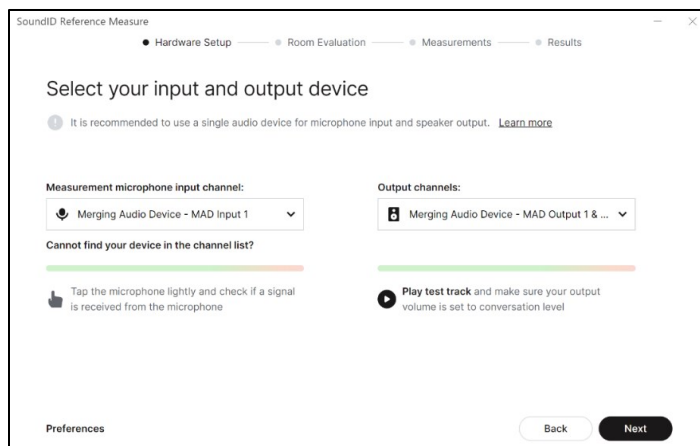 SoundID Reference Measure
Hardware Setup
Room Evaluation
Measurements
Results
Select your input and output device
It is recommended to use a single audio device for microphone input and speaker output. Learn more
Measurement microphone input channel:
Merging Audio Device - MAD Input 1
Cannot find your device in the channel list?
Tap the microphone lightly and check if a signal
is received from the microphone
Output channels:
Merging Audio Device - MAD Output 1 & ...
Play test track and make sure your output
volume is set to conversation level
Preferences
Back
Next